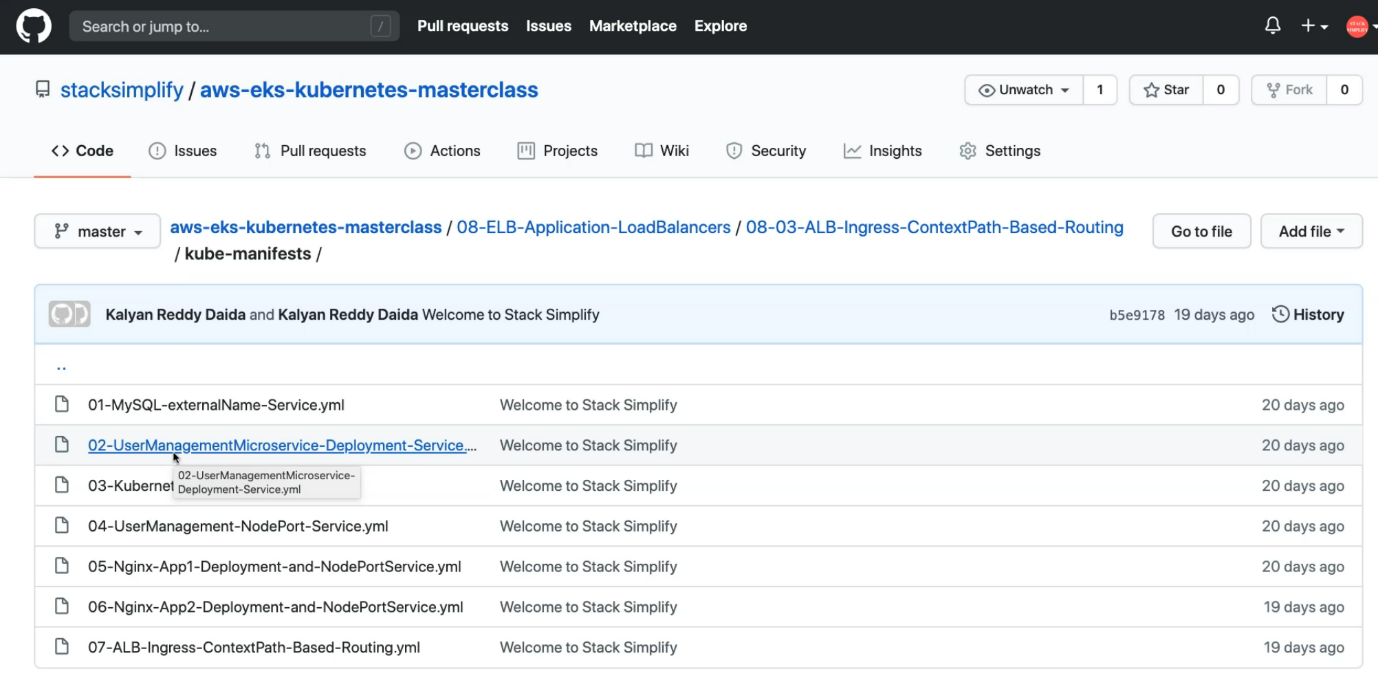 Search or jump to... / Pull requests Issues Marketplace Explore
stacksimplify / aws-eks-kubernetes-masterclass Unwatch 1 Star 0 Fork 0
Code Issues Pull requests Actions Projects Wiki Security Insights Settings
master aws-eks-kubernetes-masterclass / 08-ELB-Application-LoadBalancers / 08-03-ALB-Ingress-ContextPath-Based-Routing Go to file Add file
/ kube-manifests /
Kalyan Reddy Daida and Kalyan Reddy Daida Welcome to Stack Simplify b5e9178 19 days ago History
..
01-MySQL-externalName-Service.yml Welcome to Stack Simplify 20 days ago
02-UserManagementMicroservice-Deployment-Service.... Welcome to Stack Simplify 20 days ago
02-UserManagementMicroservice-
Deployment-Service.yml
03-Kubernet Welcome to Stack Simplify 20 days ago
04-UserManagement-NodePort-Service.yml Welcome to Stack Simplify 20 days ago
05-Nginx-App1-Deployment-and-NodePortService.yml Welcome to Stack Simplify 20 days ago
06-Nginx-App2-Deployment-and-NodePortService.yml Welcome to Stack Simplify 19 days ago
07-ALB-Ingress-ContextPath-Based-Routing.yml Welcome to Stack Simplify 19 days ago